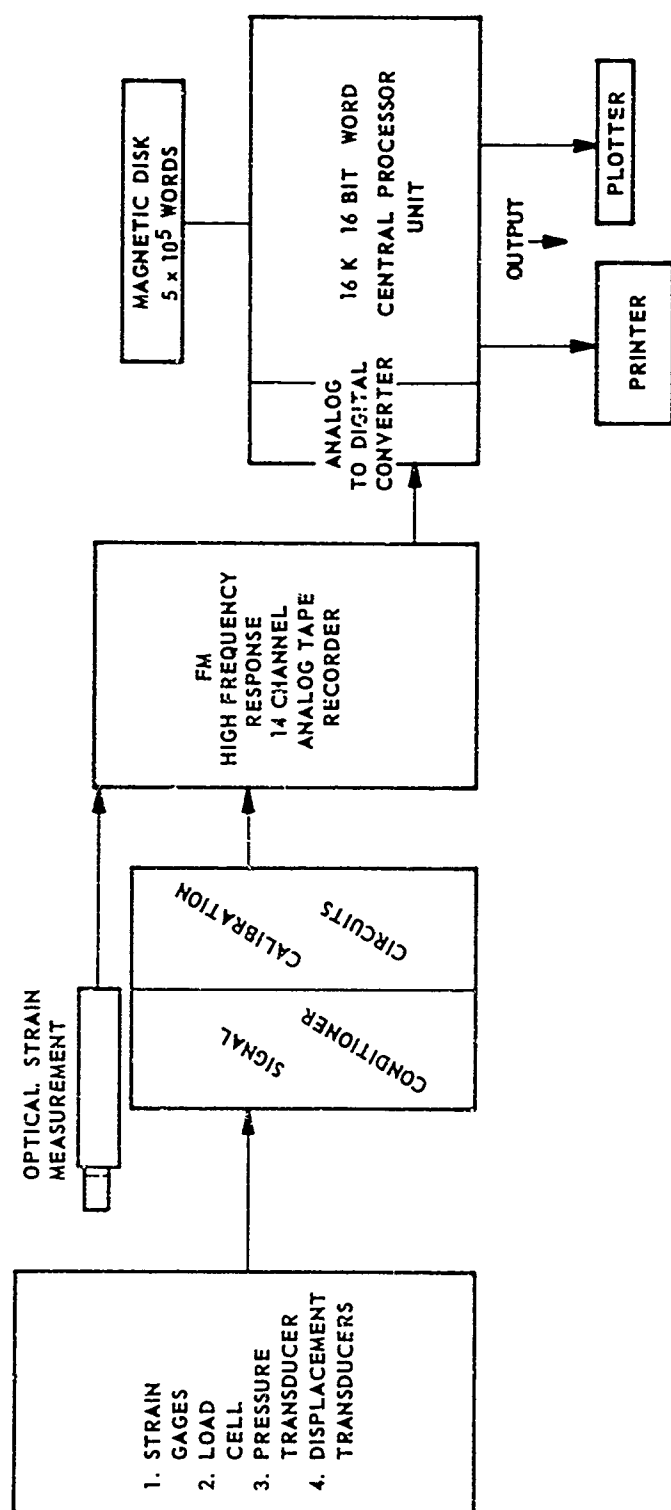 1. STRAIN
GAGES
2. LOAD
CELL
3. PRESSURE
TRANSDUCER
4. DISPLACEMENT
TRANSDUCERS
OPTICAL STRAIN
MEASUREMENT
SIGNAL
CONDITIONER
CALIBRATION
CIRCUITS
FM
HIGH FREQUENCY
RESPONSE
14 CHANNEL
ANALOG TAPE
RECORDER
ANALOG
TO DIGITAL
CONVERTER
MAGNETIC DISK
5 x 10⁵ WORDS
16 K 16 BIT WORD
CENTRAL PROCESSOR
UNIT
OUTPUT
PRINTER
PLOTTER